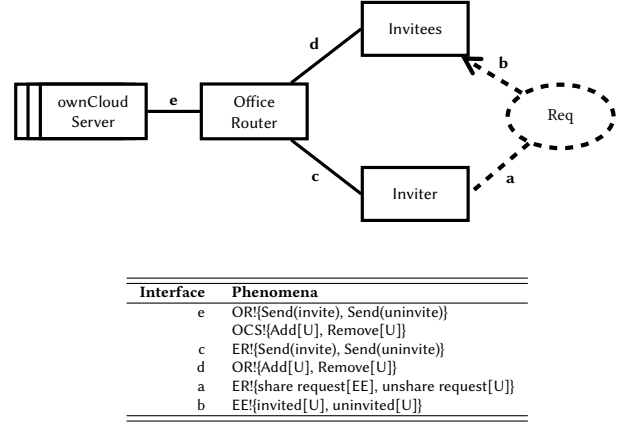 Invitees
d
b
e
ownCloud
Server
Office
Router
Req
c
a
Inviter
Interface Phenomena
e OR!{Send(invite), Send(uninvite)}
OCS!{Add[U], Remove[U]}
c ER!{Send(invite), Send(uninvite)}
d OR!{Add[U], Remove[U]}
a ER!{share request[EE], unshare request[U]}
b EE!{invited[U], uninvited[U]}